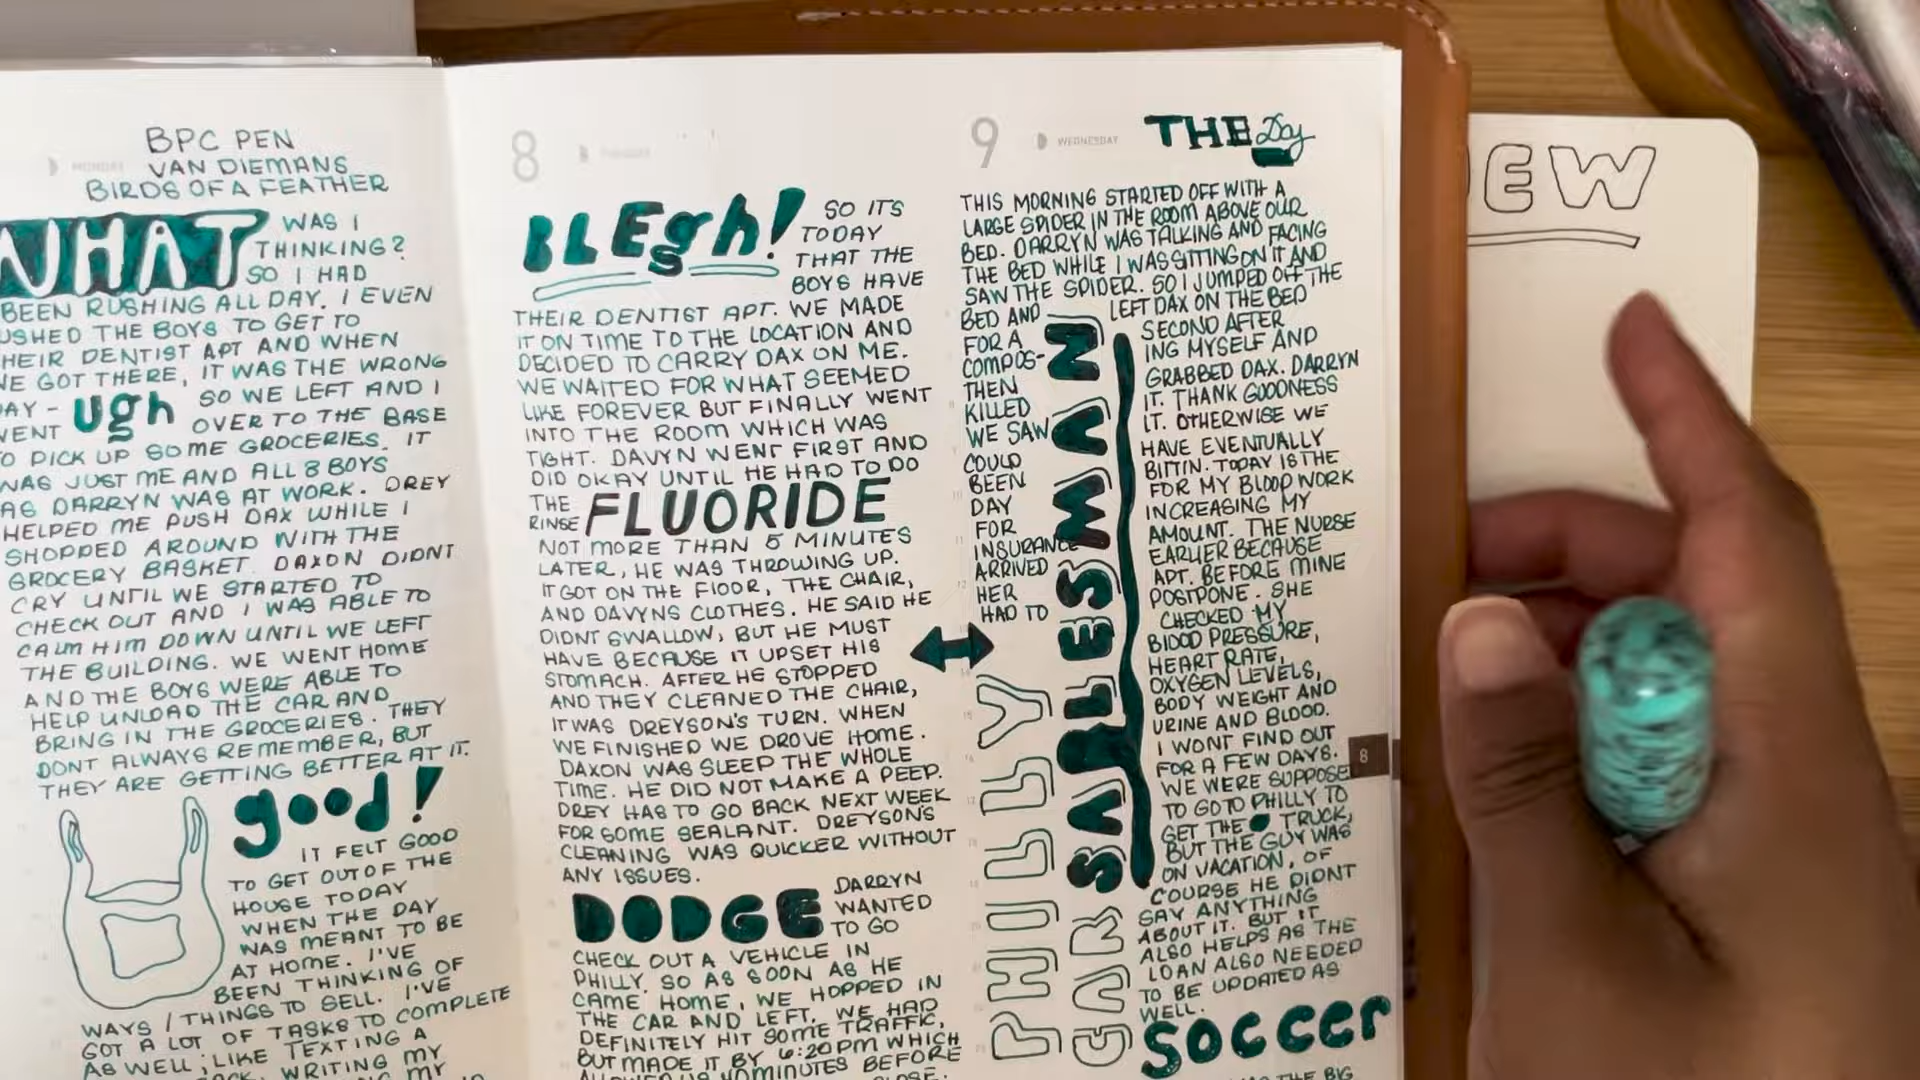 BPC PEN
VAN DIEMANS
BIRDS OF A FEATHER
MONDAY
WHAT WAS I
THINKING?
SO I HAD
BEEN RUSHING ALL DAY. I EVEN
USHED THE BOYS TO GET TO
HEIR DENTIST APT AND WHEN
WE GOT THERE, IT WAS THE WRONG
AY - UGH SO WE LEFT AND I
VENT OVER TO THE BASE
O PICK UP SOME GROCERIES. IT
WAS JUST ME AND ALL 3 BOYS
AS DARRYN WAS AT WORK. DREY
HELPED ME PUSH DAX WHILE I
SHOPPED AROUND WITH THE
GROCERY BASKET. DAXON DIDNT
CRY UNTIL WE STARTED TO
CHECK OUT AND I WAS ABLE TO
CALM HIM DOWN UNTIL WE LEFT
THE BUILDING. WE WENT HOME
AND THE BOYS WERE ABLE TO
HELP UNLOAD THE CAR AND
BRING IN THE GROCERIES. THEY
DONT ALWAYS REMEMBER, BUT
THEY ARE GETTING BETTER AT IT.
good!
IT FELT GOOD
TO GET OUT OF THE
HOUSE TODAY
WHEN THE DAY
WAS MEANT TO BE
AT HOME. I'VE
BEEN THINKING OF
WAYS / THINGS TO SELL. I'VE
GOT A LOT OF TASKS TO COMPLETE
AS WELL; LIKE TEXTING A
WRITING MY
8
BLEgh! SO IT'S
TODAY
THAT THE
BOYS HAVE
THEIR DENTIST APT. WE MADE
IT ON TIME TO THE LOCATION AND
DECIDED TO CARRY DAX ON ME.
WE WAITED FOR WHAT SEEMED
LIKE FOREVER BUT FINALLY WENT
INTO THE ROOM WHICH WAS
TIGHT. DAVYN WENT FIRST AND
DID OKAY UNTIL HE HAD TO DO
THE
RINSE FLUORIDE
NOT MORE THAN 5 MINUTES
LATER, HE WAS THROWING UP.
IT GOT ON THE FLOOR, THE CHAIR,
AND DAVYNS CLOTHES. HE SAID HE
DIDNT SWALLOW, BUT HE MUST
HAVE BECAUSE IT UPSET HIS
STOMACH. AFTER HE STOPPED
AND THEY CLEANED THE CHAIR,
IT WAS DREYSON'S TURN. WHEN
WE FINISHED WE DROVE HOME.
DAXON WAS SLEEP THE WHOLE
TIME. HE DID NOT MAKE A PEEP.
DREY HAS TO GO BACK NEXT WEEK
FOR SOME SEALANT. DREYSON'S
CLEANING WAS QUICKER WITHOUT
ANY ISSUES.
DODGE DARRYN
WANTED
TO GO
CHECK OUT A VEHICLE IN
PHILLY. SO AS SOON AS HE
CAME HOME, WE HOPPED IN
THE CAR AND LEFT. WE HAD
DEFINITELY HIT SOME TRAFFIC,
BUT MADE IT BY 6:20PM WHICH
MINUTES BEFORE
9 WEDNESDAY
THE Day
THIS MORNING STARTED OFF WITH A
LARGE SPIDER IN THE ROOM ABOVE OUR
BED. DARRYN WAS TALKING AND FACING
THE BED WHILE I WAS SITTING ON IT AND
SAW THE SPIDER. SO I JUMPED OFF THE
BED AND LEFT DAX ON THE BED
FOR A SECOND AFTER
COMPOS- ING MYSELF AND
THEN GRABBED DAX. DARRYN
KILLED IT. THANK GOODNESS
WE SAW IT. OTHERWISE WE
COULD HAVE EVENTUALLY
BEEN BITTIN. TODAY IS THE
DAY FOR MY BLOOD WORK
FOR INCREASING MY
INSURANCE AMOUNT. THE NURSE
ARRIVED EARLIER BECAUSE
HER APT. BEFORE MINE
HAD TO POSTPONE. SHE
CHECKED MY
BLOOD PRESSURE,
HEART RATE,
OXYGEN LEVELS,
BODY WEIGHT AND
URINE AND BLOOD.
I WONT FIND OUT
FOR A FEW DAYS.
WE WERE SUPPOSE
TO GO TO PHILLY TO
GET THE TRUCK,
BUT THE GUY WAS
ON VACATION, OF
COURSE HE DIDNT
SAY ANYTHING
ABOUT IT. BUT IT
ALSO HELPS AS THE
LOAN ALSO NEEDED
TO BE UPDATED AS
WELL.
PHILLY
CAR SALESMAN
soccer
THE BIG
8
EW